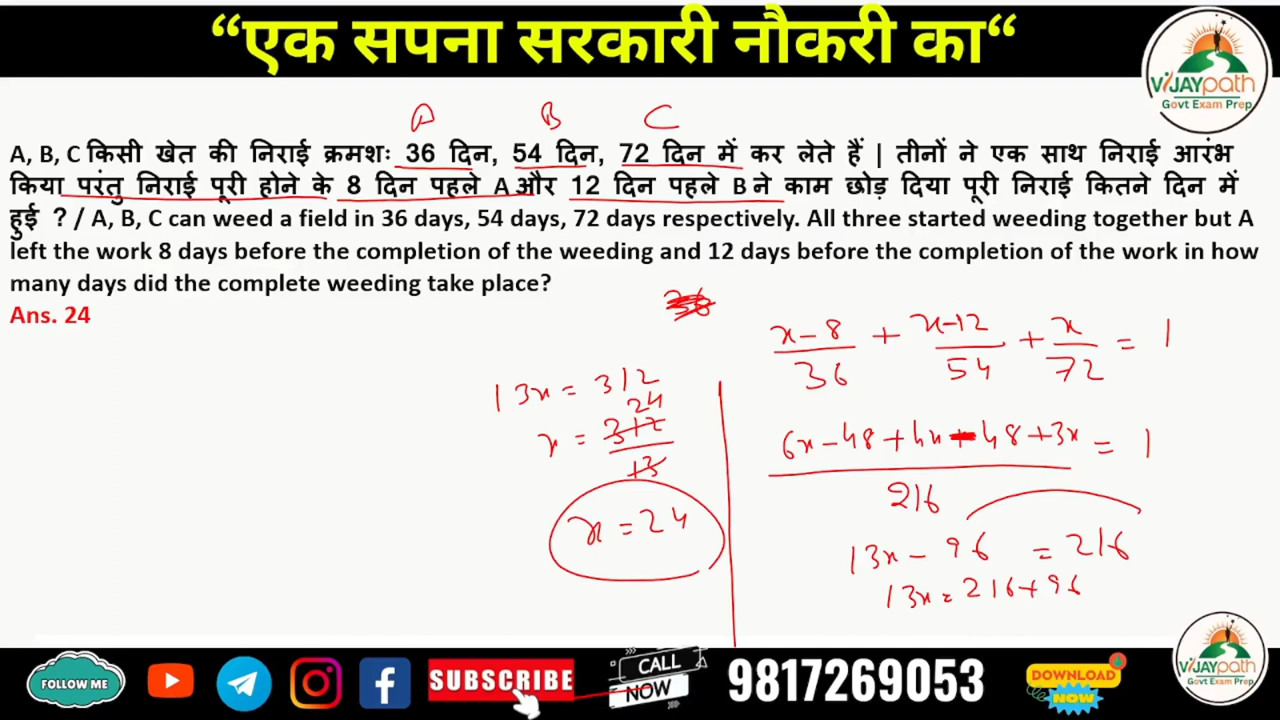 “एक सपना सरकारी नौकरी का“
VIJAYpath
Govt Exam Prep
A B C
A, B, C किसी खेत की निराई क्रमशः 36 दिन, 54 दिन, 72 दिन में कर लेते हैं | तीनों ने एक साथ निराई आरंभ
किया परंतु निराई पूरी होने के 8 दिन पहले A और 12 दिन पहले B ने काम छोड़ दिया पूरी निराई कितने दिन में
हुई ? / A, B, C can weed a field in 36 days, 54 days, 72 days respectively. All three started weeding together but A
left the work 8 days before the completion of the weeding and 12 days before the completion of the work in how
many days did the complete weeding take place?
Ans. 24
x-8/36 + x-12/54 + x/72 = 1
6x-48+4x-48+3x/216 = 1
13x - 96 = 216
13x = 216+96
13x = 312
x = 312/13 24
x = 24
FOLLOW ME
SUBSCRIBE
CALL NOW
9817269053
DOWNLOAD NOW
VIJAYpath
Govt Exam Prep